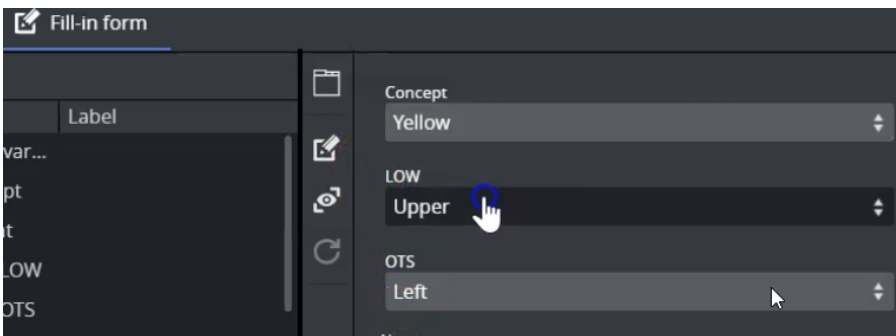 Fill-in form
Label
var...
pt
LOW
OTS
Concept
Yellow
LOW
Upper
OTS
Left